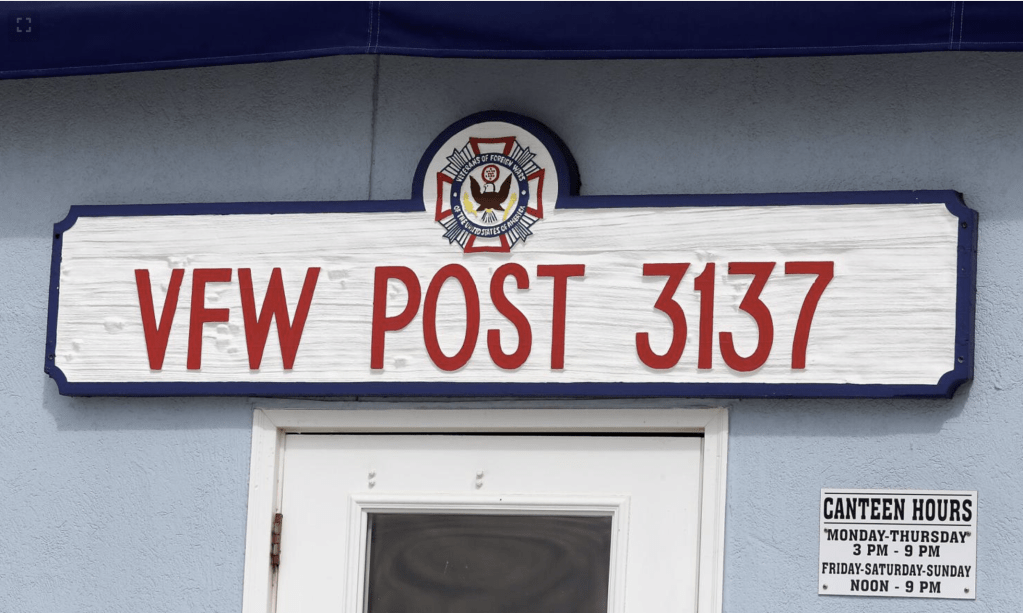 VETERANS OF FOREIGN WARS
OF THE UNITED STATES OF AMERICA
VFW POST 3137
CANTEEN HOURS
"MONDAY-THURSDAY"
3 PM - 9 PM
FRIDAY-SATURDAY-SUNDAY
NOON - 9 PM